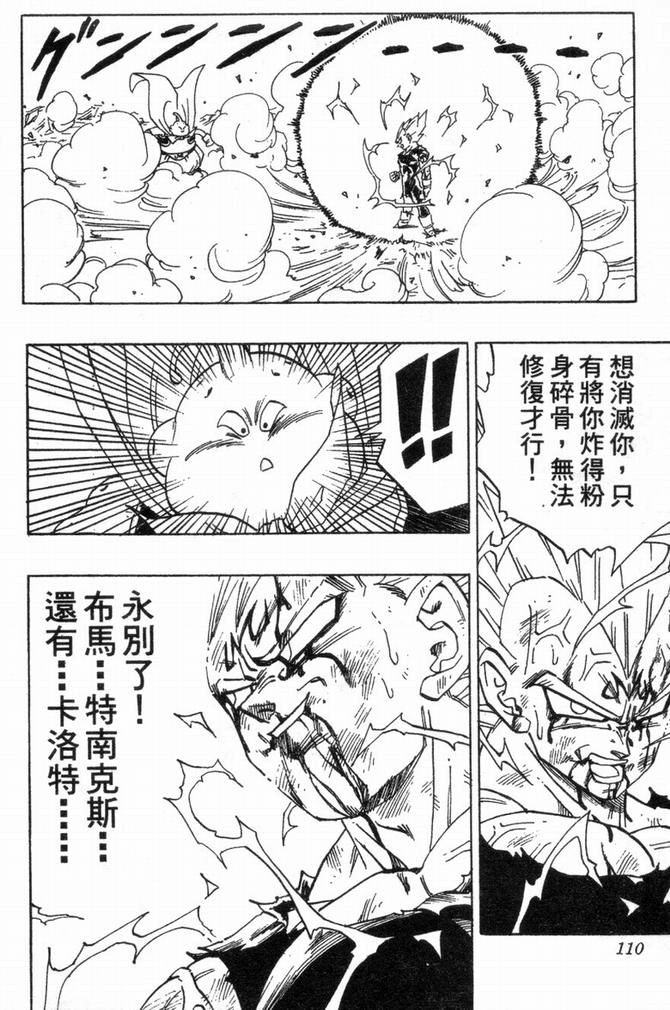 グンンンンンーーーー
想消滅你，只
有將你炸得粉
身碎骨，無法
修復才行！
!!
永別了！
布馬…特南克斯…
還有…卡洛特……
110